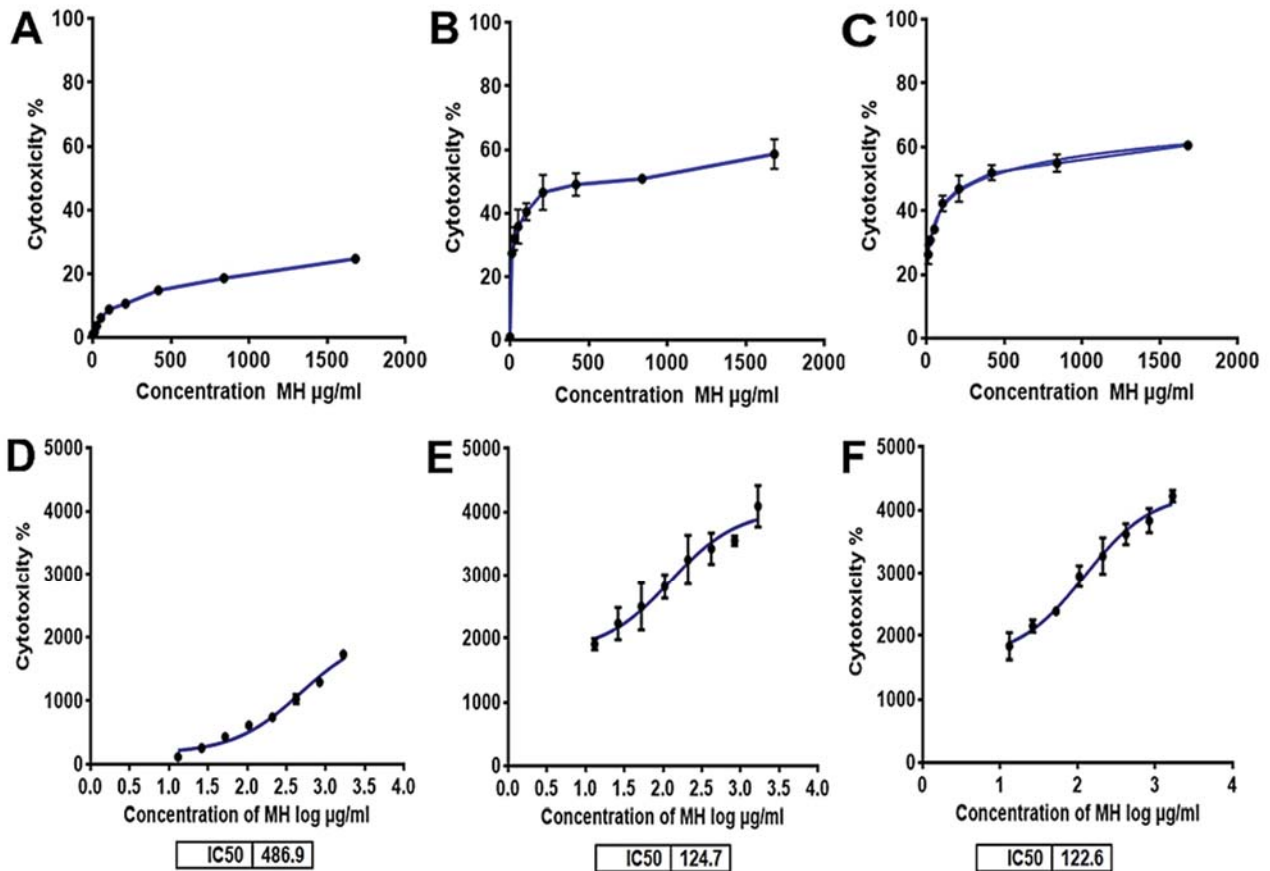 A
100
80
60
40
20
0
Cytotoxicity %
0 500 1000 1500 2000
Concentration MH µg/ml
B
100
80
60
40
20
0
Cytotoxicity %
0 500 1000 1500 2000
Concentration MH µg/ml
C
100
80
60
40
20
0
Cytotoxicity %
0 500 1000 1500 2000
Concentration MH µg/ml
D
5000
4000
3000
2000
1000
0
Cytotoxicity %
0.0 0.5 1.0 1.5 2.0 2.5 3.0 3.5 4.0
Concentration of MH log µg/ml
IC50 486.9
E
5000
4000
3000
2000
1000
0
Cytotoxicity %
0.0 0.5 1.0 1.5 2.0 2.5 3.0 3.5 4.0
Concentration of MH log µg/ml
IC50 124.7
F
5000
4000
3000
2000
1000
0
Cytotoxicity %
0 1 2 3 4
Concentration of MH log µg/ml
IC50 122.6